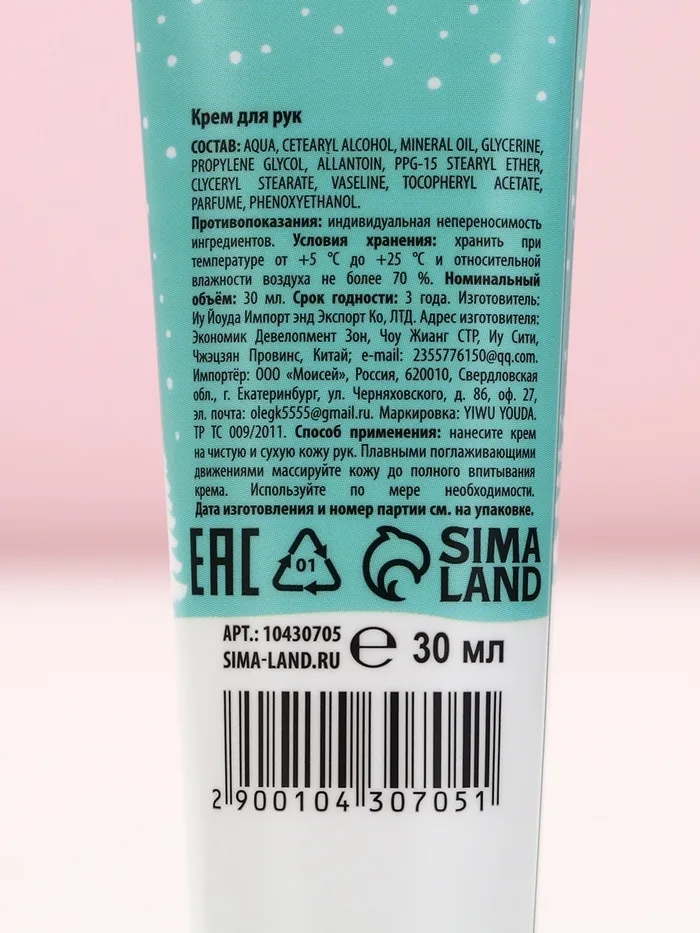 Крем для рук
СОСТАВ: AQUA, CETEARYL ALCOHOL, MINERAL OIL, GLYCERINE,
PROPYLENE GLYCOL, ALLANTOIN, PPG-15 STEARYL ETHER,
CLYCERYL STEARATE, VASELINE, TOCOPHERYL ACETATE,
PARFUME, PHENOXYETHANOL.
Противопоказания: индивидуальная непереносимость
ингредиентов. Условия хранения: хранить при
температуре от +5 °C до +25 °C и относительной
влажности воздуха не более 70 %. Номинальный
объём: 30 мл. Срок годности: 3 года. Изготовитель:
Иу Йоуда Импорт энд Экспорт Ко, ЛТД. Адрес изготовителя:
Экономик Девелопмент Зон, Чоу Жианг СТР, Иу Сити,
Чжэцзян Провинс, Китай; e-mail: 2355776150@qq.com.
Импортёр: ООО «Моисей», Россия, 620010, Свердловская
обл., г. Екатеринбург, ул. Черняховского, д. 86, оф. 27,
эл. почта: olegk5555@gmail.ru. Маркировка: YIWU YOUDA.
ТР ТС 009/2011. Способ применения: нанесите крем
на чистую и сухую кожу рук. Плавными поглаживающими
движениями массируйте кожу до полного впитывания
крема. Используйте по мере необходимости.
Дата изготовления и номер партии см. на упаковке.
EAC
01
SIMA
LAND
АРТ.: 10430705
SIMA-LAND.RU
e 30 мл
2 900104 307051